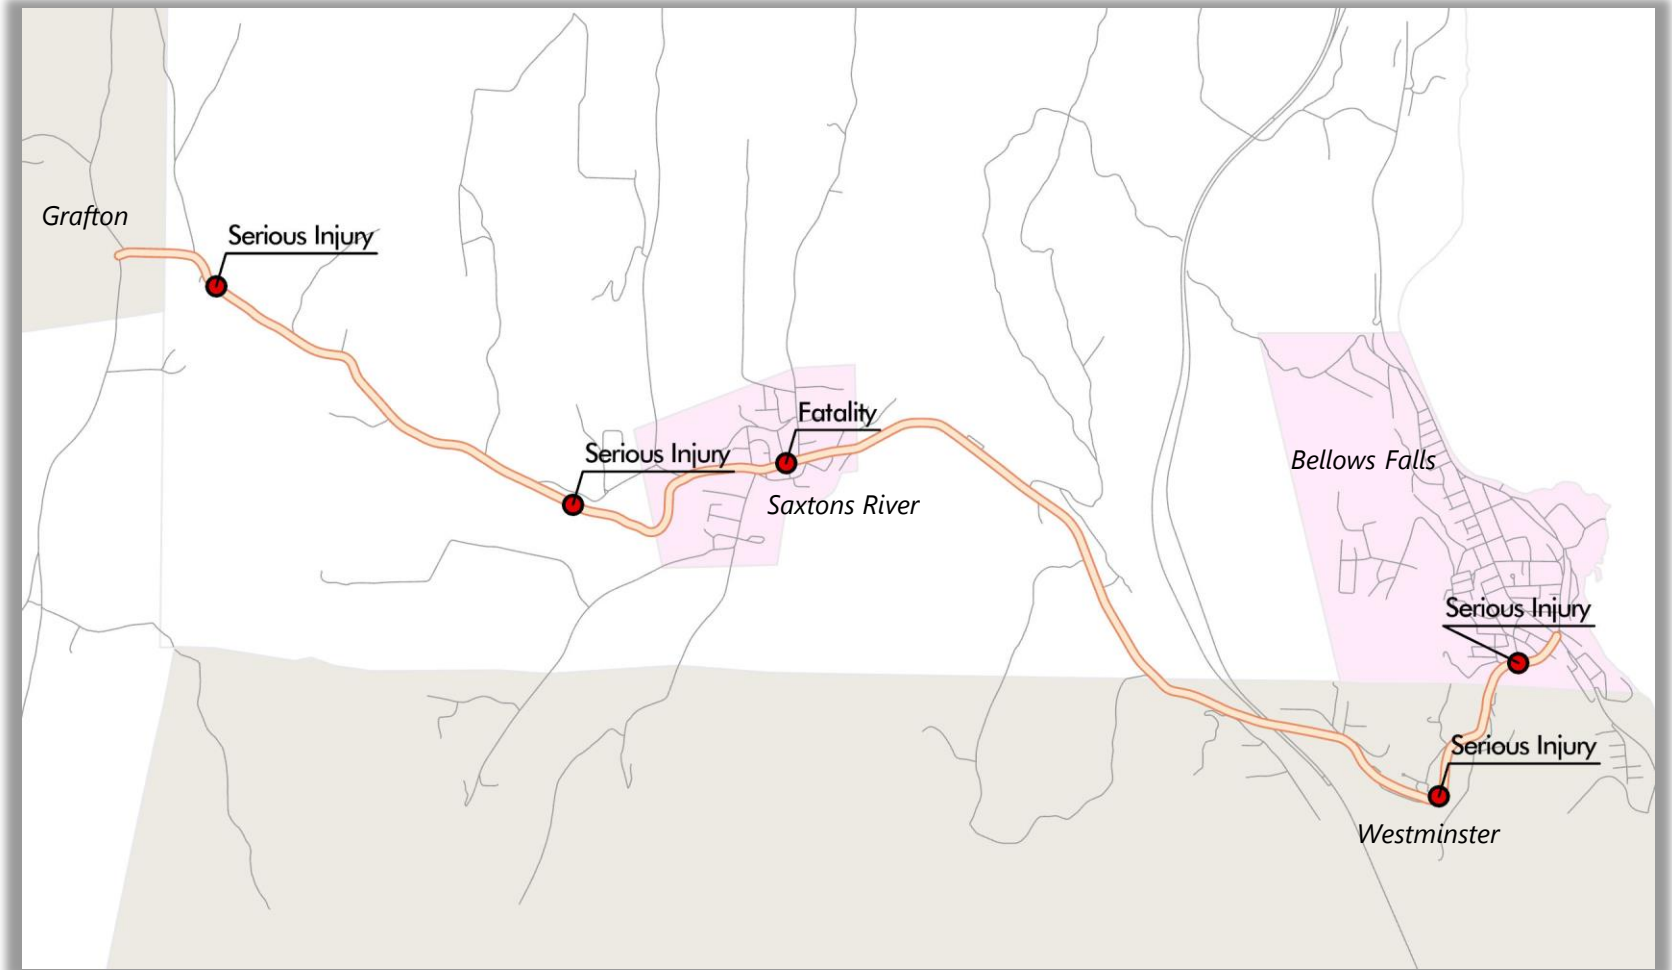 Grafton
Serious Injury
Fatality
Serious Injury
Bellows Falls
Saxtons River
Serious Injury
Serious Injury
Westminster